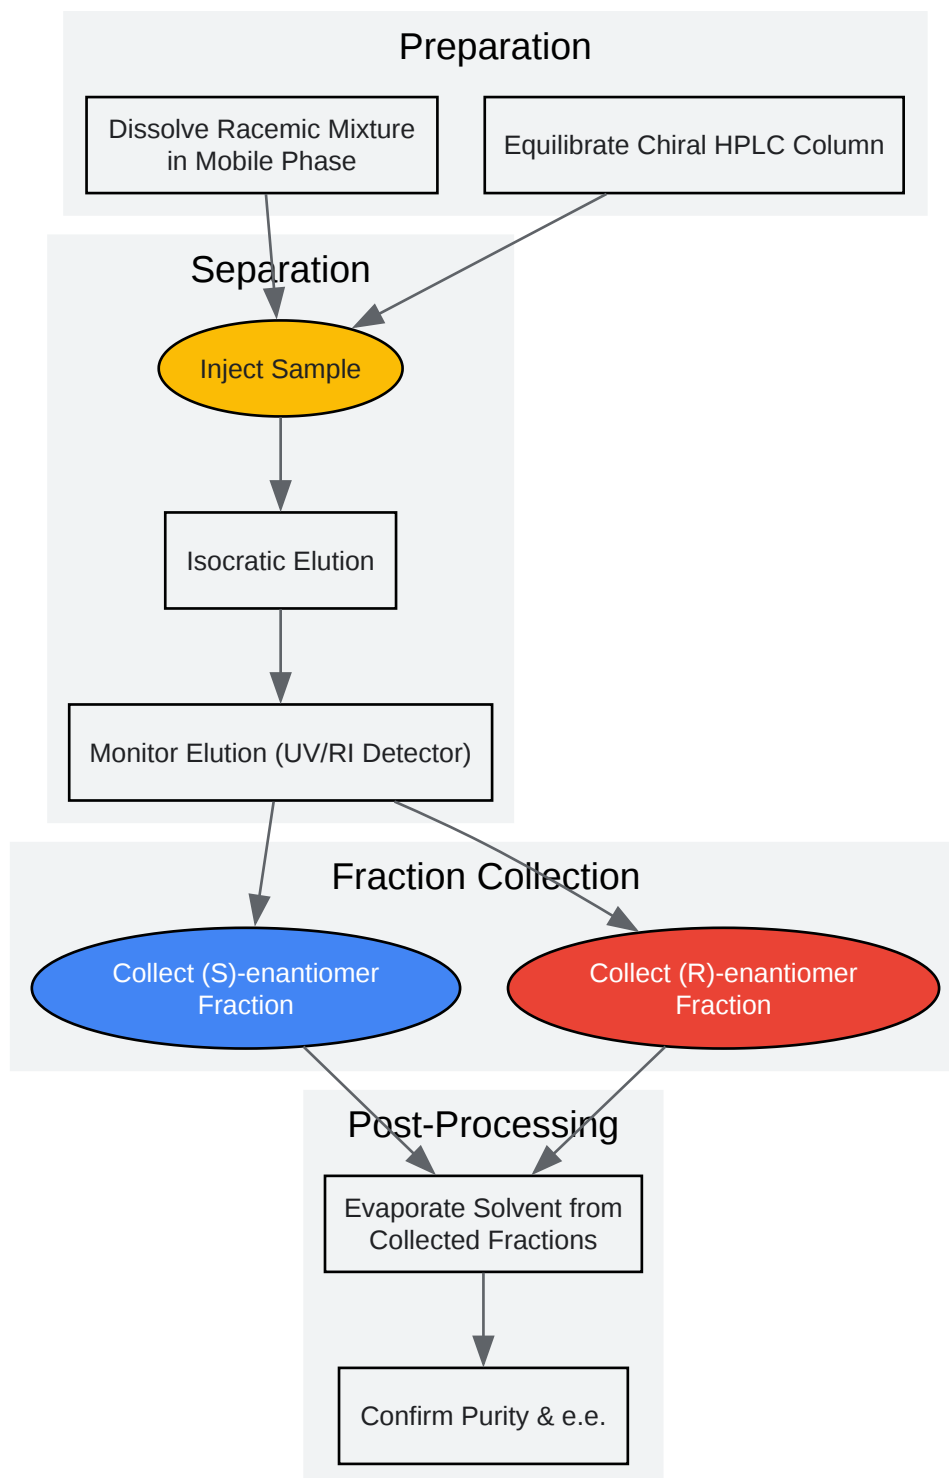 Preparation
Dissolve Racemic Mixture
in Mobile Phase
Equilibrate Chiral HPLC Column
Separation
Inject Sample
Isocratic Elution
Monitor Elution (UV/RI Detector)
Fraction Collection
Collect (S)-enantiomer
Fraction
Collect (R)-enantiomer
Fraction
Post-Processing
Evaporate Solvent from
Collected Fractions
Confirm Purity & e.e.